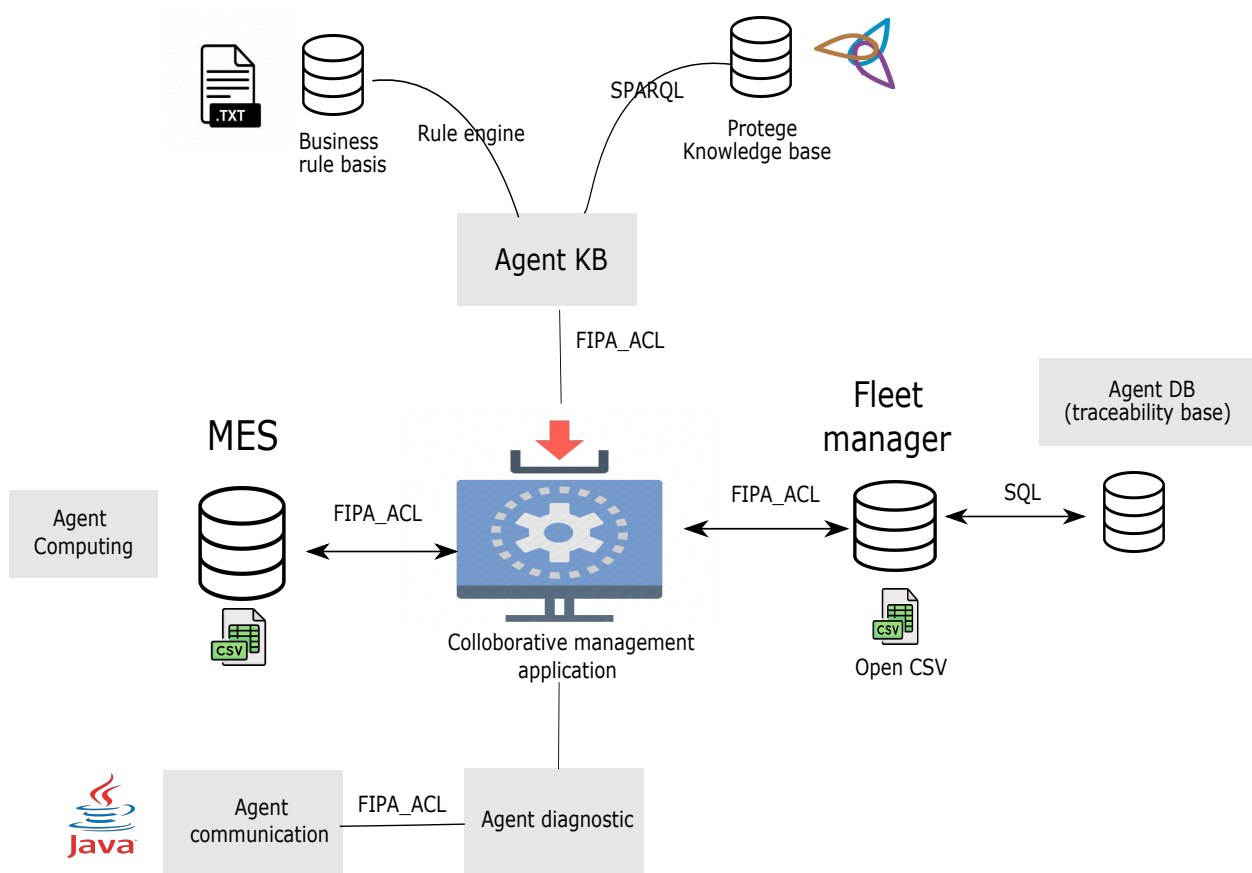 .TXT
Business
rule basis
Rule engine
SPARQL
Protege
Knowledge base
Agent KB
FIPA_ACL
MES
Fleet
manager
Agent DB
(traceability base)
Agent
Computing
FIPA_ACL
FIPA_ACL
SQL
CSV
CSV
Colloborative management
application
Open CSV
Java
Agent
communication
FIPA_ACL
Agent diagnostic